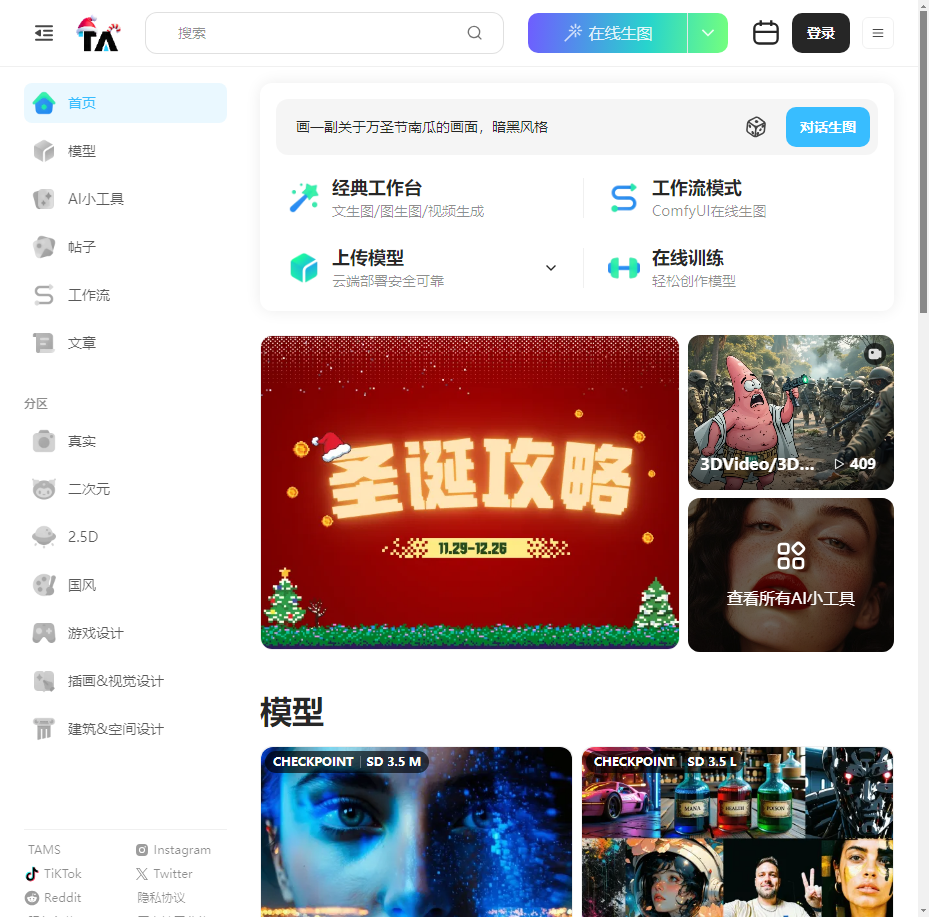 TA
搜索
在线生图
登录
首页
模型
AI小工具
帖子
工作流
文章
分区
真实
二次元
2.5D
国风
游戏设计
插画&视觉设计
建筑&空间设计
TAMS
Instagram
TikTok
Twitter
Reddit
隐私协议
画一副关于万圣节南瓜的画面，暗黑风格
对话生图
经典工作台
文生图/图生图/视频生成
工作流模式
ComfyUI在线生图
上传模型
云端部署安全可靠
在线训练
轻松创作模型
圣诞攻略
11.29-12.26
3DVideo/3D...
409
查看所有AI小工具
模型
CHECKPOINT SD 3.5 M
CHECKPOINT SD 3.5 L
MANA
HEALTH
POISON